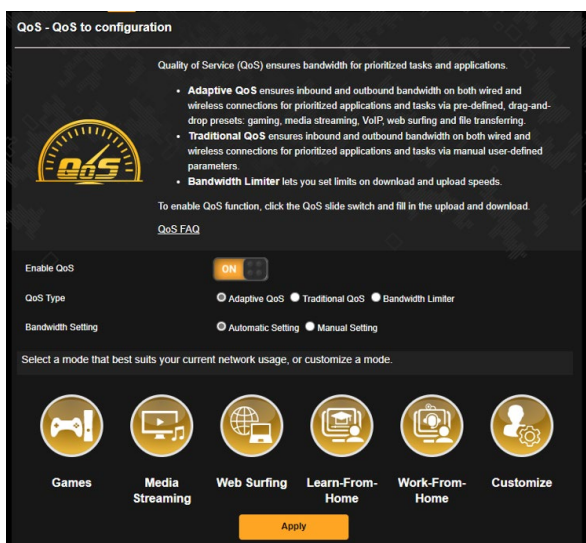 QoS - QoS to configuration
Quality of Service (QoS) ensures bandwidth for prioritized tasks and applications.
• Adaptive QoS ensures inbound and outbound bandwidth on both wired and
wireless connections for prioritized applications and tasks via pre-defined, drag-and-
drop presets: gaming, media streaming, VoIP, web surfing and file transferring.
• Traditional QoS ensures inbound and outbound bandwidth on both wired and
wireless connections for prioritized applications and tasks via manual user-defined
parameters.
• Bandwidth Limiter lets you set limits on download and upload speeds.
QoS
To enable QoS function, click the QoS slide switch and fill in the upload and download.
QoS FAQ
Enable QoS ON
QoS Type Adaptive QoS Traditional QoS Bandwidth Limiter
Bandwidth Setting Automatic Setting Manual Setting
Select a mode that best suits your current network usage, or customize a mode.
Games Media Web Surfing Learn-From- Work-From- Customize
Streaming Home Home
Apply